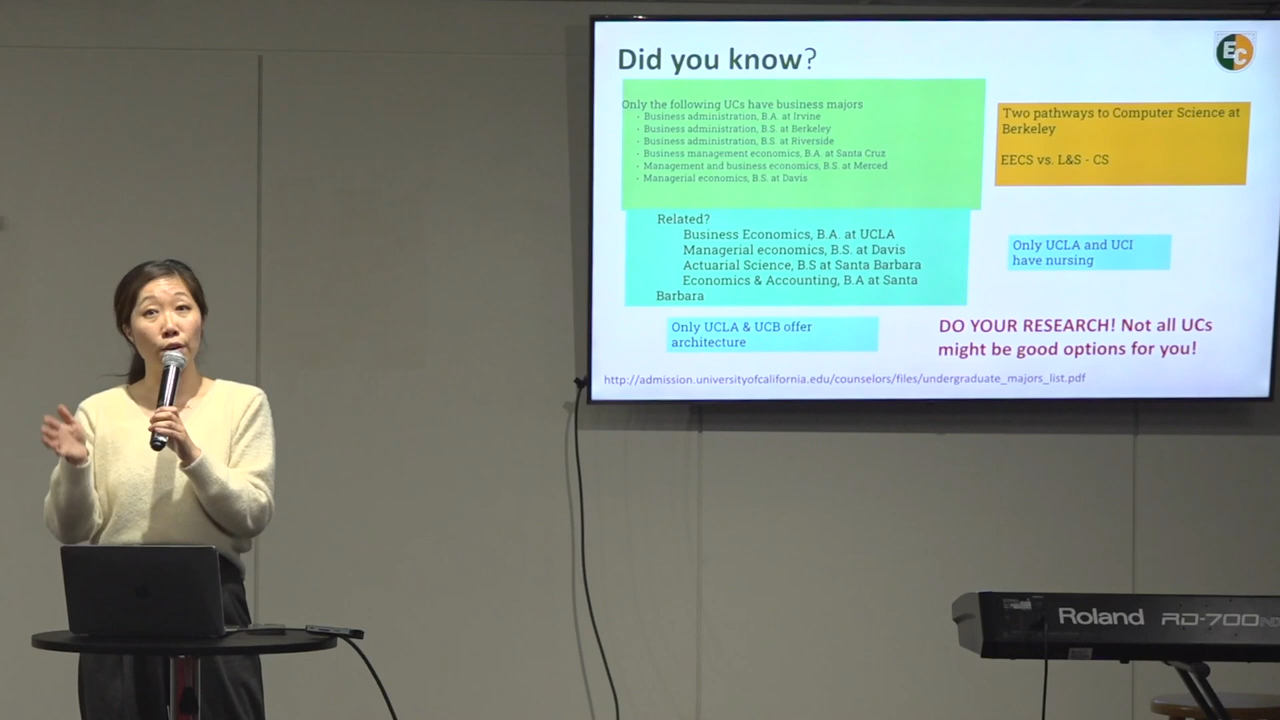 Did you know?
EC
Only the following UCs have business majors
· Business administration, B.A. at Irvine
· Business administration, B.S. at Berkeley
· Business administration, B.S. at Riverside
· Business management economics, B.A. at Santa Cruz
· Management and business economics, B.S. at Merced
· Managerial economics, B.S. at Davis
Two pathways to Computer Science at
Berkeley
EECS vs. L&S - CS
Related?
Business Economics, B.A. at UCLA
Managerial economics, B.S. at Davis
Actuarial Science, B.S at Santa Barbara
Economics & Accounting, B.A at Santa
Barbara
Only UCLA and UCI
have nursing
Only UCLA & UCB offer
architecture
DO YOUR RESEARCH! Not all UCs
might be good options for you!
http://admission.universityofcalifornia.edu/counselors/files/undergraduate_majors_list.pdf
Roland RD-700NX